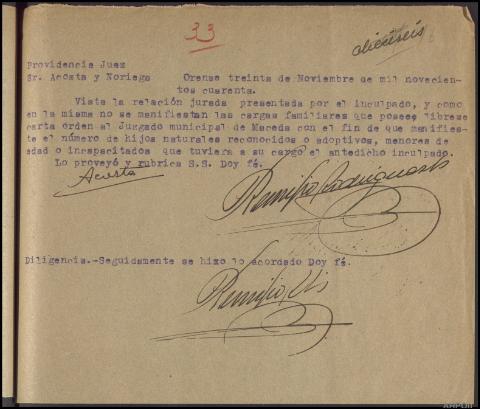 33
dieciseis
Providencia Juez
Sr. Acosta y Noriega Orense treinta de Noviembre de mil novecien-
tos cuarenta.
Vista la relación jurada presentada por el inculpado, y como
en la misma no se manifiestan las cargas familiares que posee, librese
carta orden al Juzgado municipal de Maceda con el fin de que manifies-
te el número de hijos naturales reconocidos o adoptivos, menores de
edad o incapacitados que tuviera a su cargo el antedicho inculpado.
Lo proveyó y rubrica S.S. Doy fé.
Acosta
Remigio
Diligencia.-Seguidamente se hizo lo acordado Doy fé.
Remigio